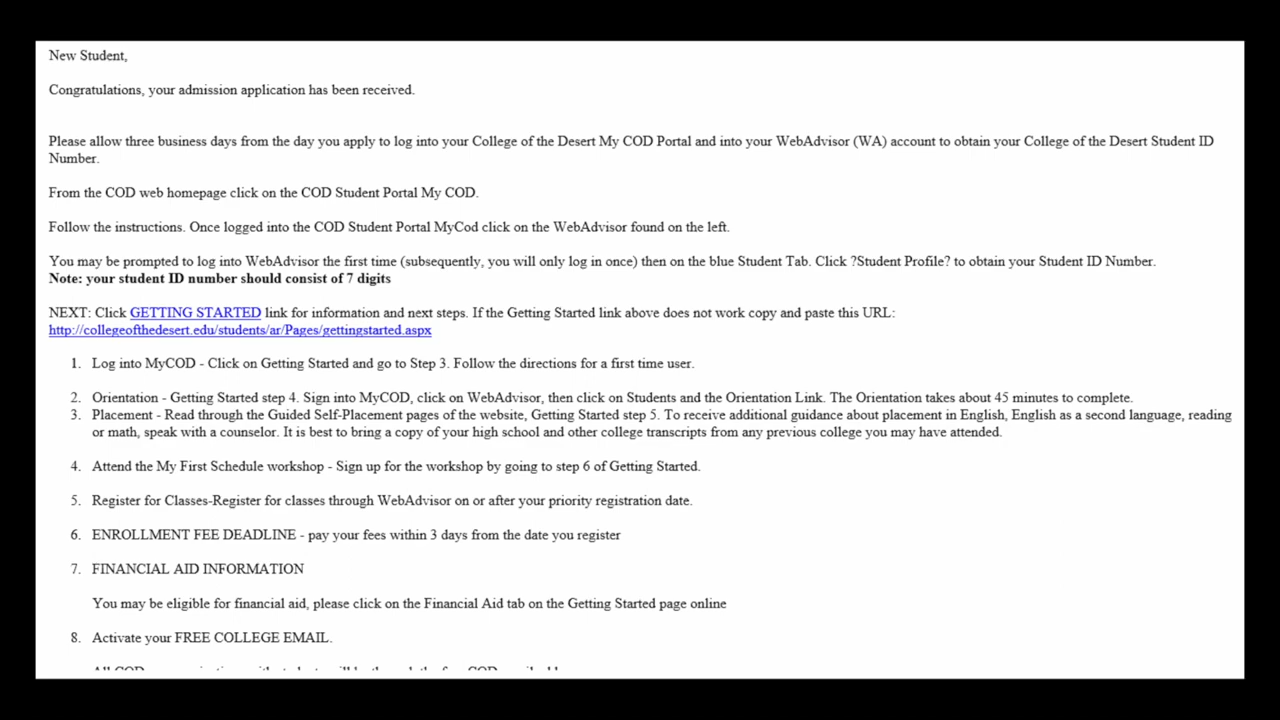 New Student,
Congratulations, your admission application has been received.
Please allow three business days from the day you apply to log into your College of the Desert My COD Portal and into your WebAdvisor (WA) account to obtain your College of the Desert Student ID
Number.
From the COD web homepage click on the COD Student Portal My COD.
Follow the instructions. Once logged into the COD Student Portal MyCod click on the WebAdvisor found on the left.
You may be prompted to log into WebAdvisor the first time (subsequently, you will only log in once) then on the blue Student Tab. Click ?Student Profile? to obtain your Student ID Number.
Note: your student ID number should consist of 7 digits
NEXT: Click GETTING STARTED link for information and next steps. If the Getting Started link above does not work copy and paste this URL:
http://collegeofthedesert.edu/students/ar/Pages/gettingstarted.aspx
1. Log into MyCOD - Click on Getting Started and go to Step 3. Follow the directions for a first time user.
2. Orientation - Getting Started step 4. Sign into MyCOD, click on WebAdvisor, then click on Students and the Orientation Link. The Orientation takes about 45 minutes to complete.
3. Placement - Read through the Guided Self-Placement pages of the website, Getting Started step 5. To receive additional guidance about placement in English, English as a second language, reading
or math, speak with a counselor. It is best to bring a copy of your high school and other college transcripts from any previous college you may have attended.
4. Attend the My First Schedule workshop - Sign up for the workshop by going to step 6 of Getting Started.
5. Register for Classes-Register for classes through WebAdvisor on or after your priority registration date.
6. ENROLLMENT FEE DEADLINE - pay your fees within 3 days from the date you register
7. FINANCIAL AID INFORMATION
You may be eligible for financial aid, please click on the Financial Aid tab on the Getting Started page online
8. Activate your FREE COLLEGE EMAIL.
All COD